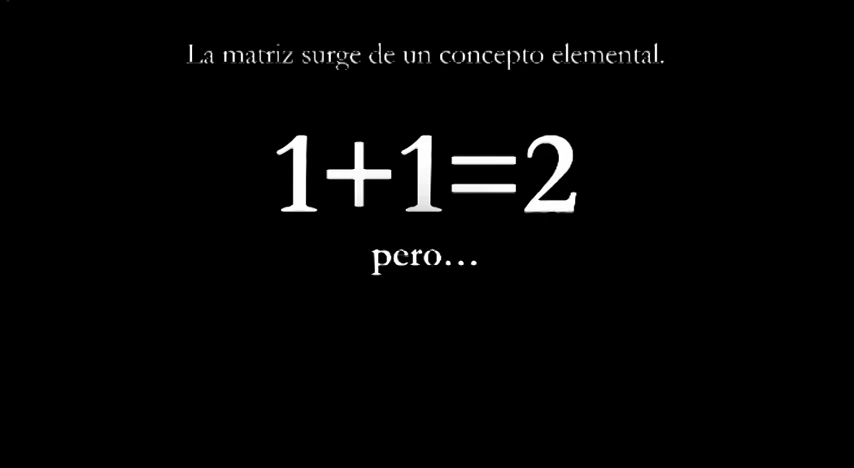 La matriz surge de un concepto elemental.
1+1=2
pero...